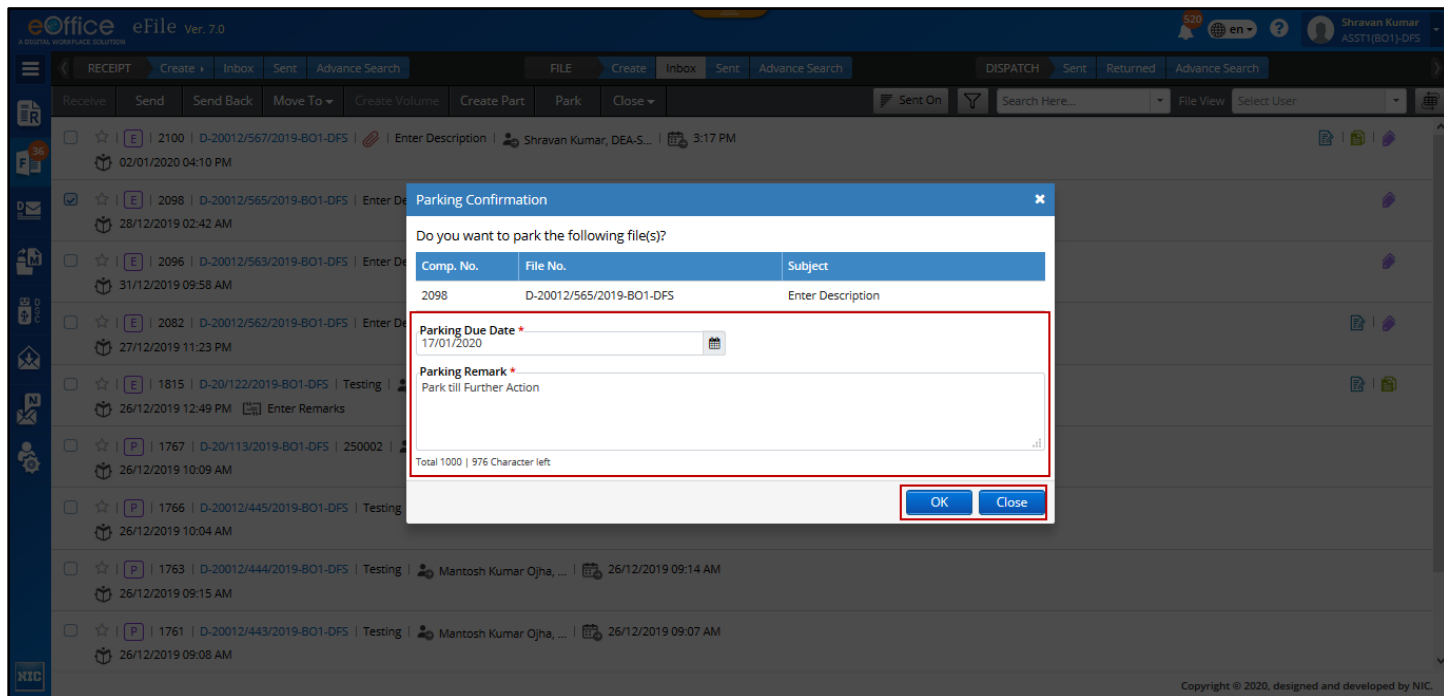 eOffice eFile Ver. 7.0
A DIGITAL WORKPLACE SOLUTION
520
en
?
Shravan Kumar
ASST1(BO1)-DFS
RECEIPT Create Inbox Sent Advance Search FILE Create Inbox Sent Advance Search DISPATCH Sent Returned Advance Search
Receive Send Send Back Move To Create Volume Create Part Park Close Sent On Search Here... File View Select User
E | 2100 | D-20012/567/2019-BO1-DFS | Enter Description | Shravan Kumar, DEA-S... | 3:17 PM
02/01/2020 04:10 PM
36
E | 2098 | D-20012/565/2019-BO1-DFS | Enter De
28/12/2019 02:42 AM
E | 2096 | D-20012/563/2019-BO1-DFS | Enter De
31/12/2019 09:58 AM
E | 2082 | D-20012/562/2019-BO1-DFS | Enter De
27/12/2019 11:23 PM
E | 1815 | D-20/122/2019-BO1-DFS | Testing |
26/12/2019 12:49 PM Enter Remarks
P | 1767 | D-20/113/2019-BO1-DFS | 250002 |
26/12/2019 10:09 AM
P | 1766 | D-20012/445/2019-BO1-DFS | Testing
26/12/2019 10:04 AM
P | 1763 | D-20012/444/2019-BO1-DFS | Testing | Mantosh Kumar Ojha, ... | 26/12/2019 09:14 AM
26/12/2019 09:15 AM
P | 1761 | D-20012/443/2019-BO1-DFS | Testing | Mantosh Kumar Ojha, ... | 26/12/2019 09:07 AM
26/12/2019 09:08 AM
Parking Confirmation
Do you want to park the following file(s)?
Comp. No. File No. Subject
2098 D-20012/565/2019-BO1-DFS Enter Description
Parking Due Date *
17/01/2020
Parking Remark *
Park till Further Action
Total 1000 | 976 Character left
OK Close
NIC
Copyright © 2020, designed and developed by NIC.